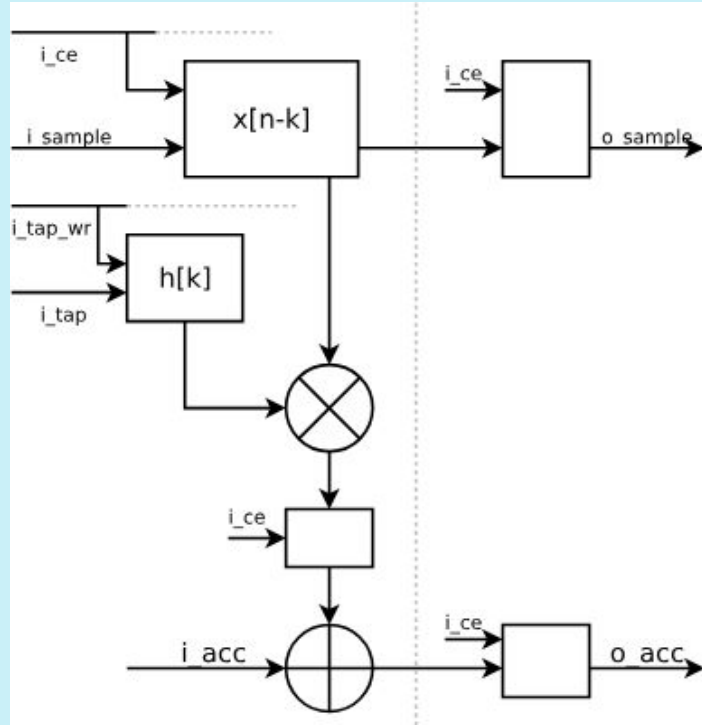 i_ce
i_ce
x[n-k]
i_sample
o_sample
i_tap_wr
h[k]
i_tap
i_ce
i_ce
i_acc
o_acc